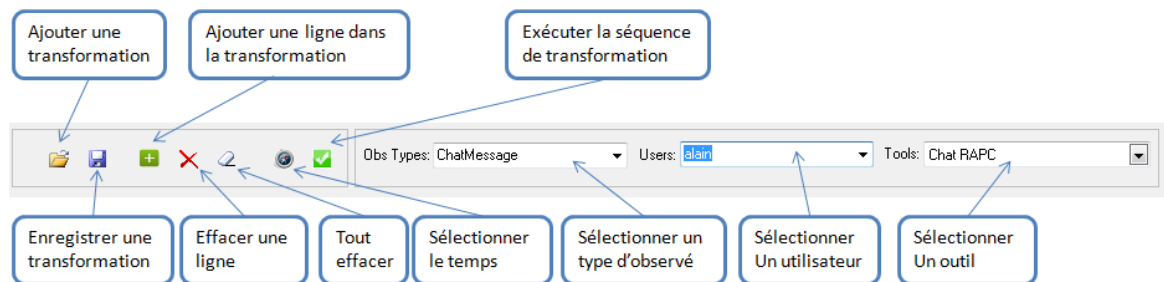 Ajouter une
transformation
Ajouter une ligne dans
la transformation
Exécuter la séquence
de transformation
Obs Types: ChatMessage
Users: alain
Tools: Chat RAPC
Enregistrer une
transformation
Effacer une
ligne
Tout
effacer
Sélectionner
le temps
Sélectionner un
type d'observé
Sélectionner
Un utilisateur
Sélectionner
Un outil